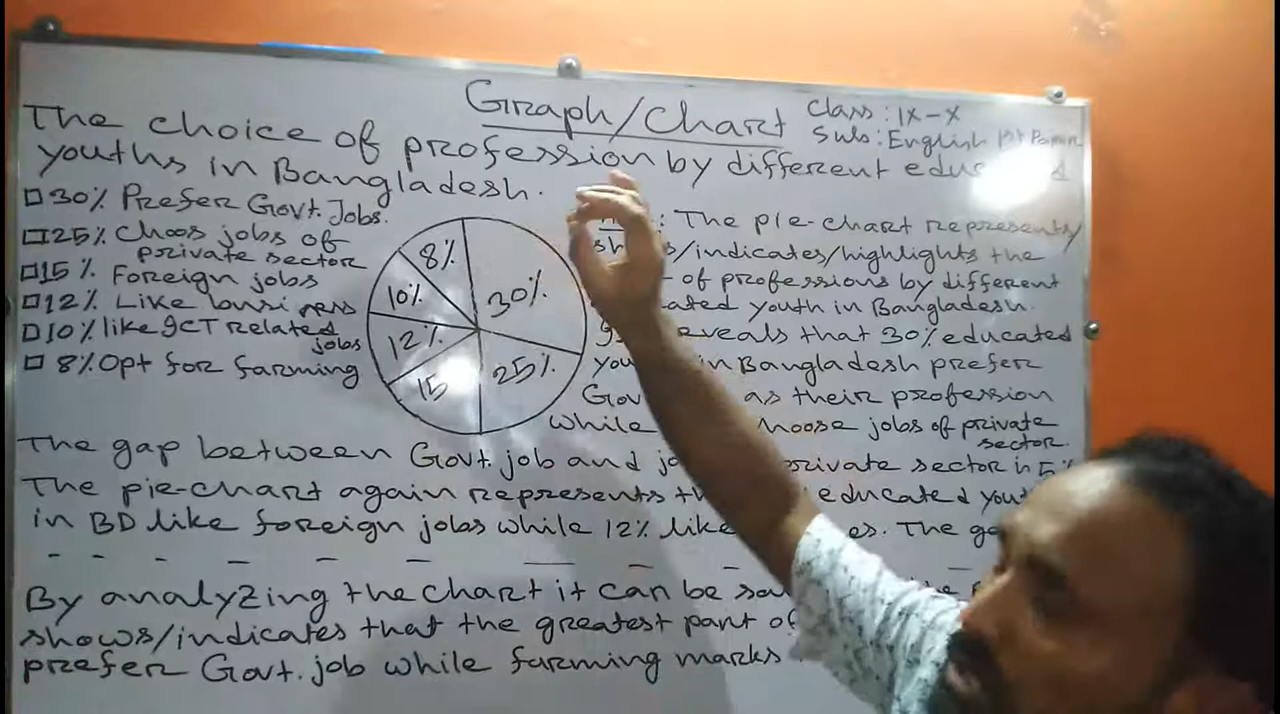 Graph/Chart
Class : IX-X
Sub : English 1st
The choice of profession by different
youths in Bangladesh.
30% Prefer Govt. Jobs.
25% Choos jobs of
private sector
15% Foreign jobs
12% Like business
10% like ICT related
jobs
8% Opt for farming
8%
30%
10%
12%
15
25%
: The pie-chart represents/
/indicates/highlights the
of professions by different
youth in Bangladesh.
that 30% educated
in Bangladesh prefer
as their profession
while jobs of private
sector.
The gap between Govt. job and private sector is 5%
The pie-chart again represents educated
in BD like foreign jobs while 12% like The
By analyzing the chart it can be
shows/indicates that the greatest part of
prefer Govt. job while farming marks